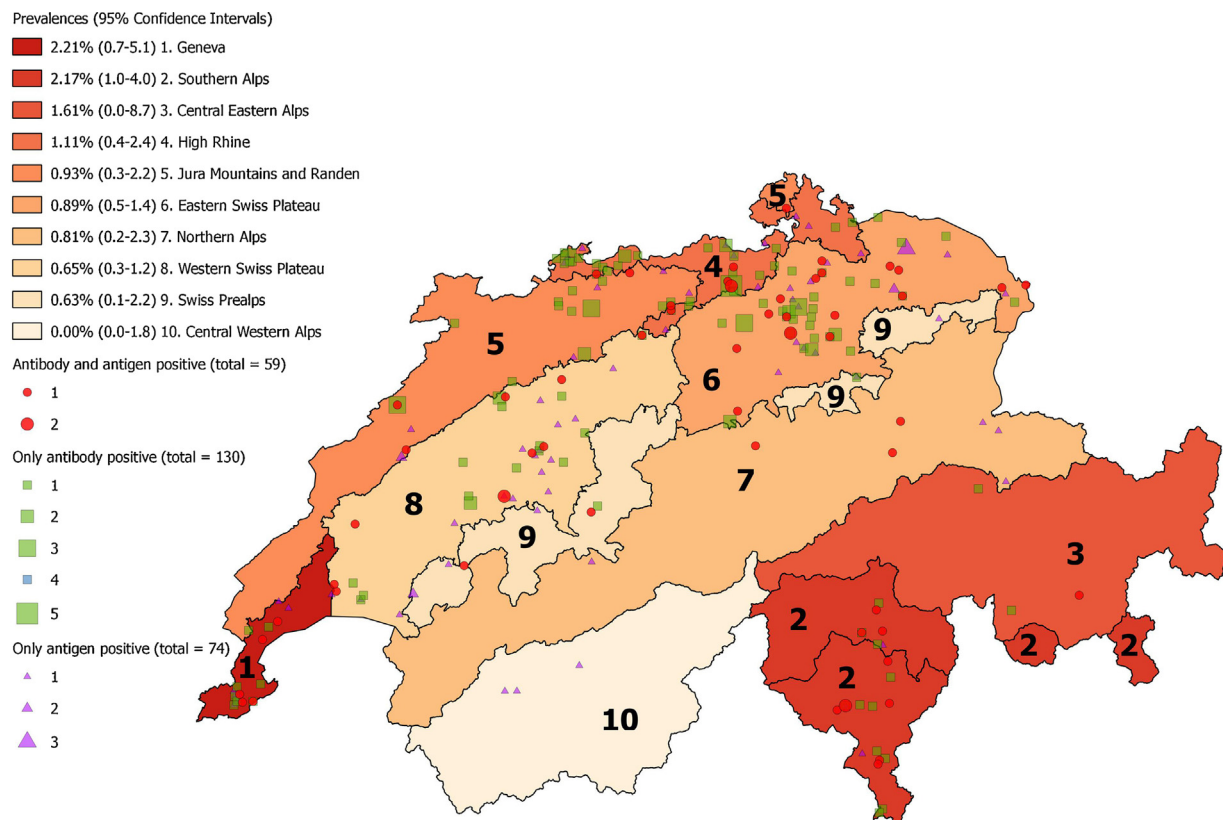 Prevalences (95% Confidence Intervals)
2.21% (0.7-5.1) 1. Geneva
2.17% (1.0-4.0) 2. Southern Alps
1.61% (0.0-8.7) 3. Central Eastern Alps
1.11% (0.4-2.4) 4. High Rhine
0.93% (0.3-2.2) 5. Jura Mountains and Randen
0.89% (0.5-1.4) 6. Eastern Swiss Plateau
0.81% (0.2-2.3) 7. Northern Alps
0.65% (0.3-1.2) 8. Western Swiss Plateau
0.63% (0.1-2.2) 9. Swiss Prealps
0.00% (0.0-1.8) 10. Central Western Alps
Antibody and antigen positive (total = 59)
1
2
Only antibody positive (total = 130)
1
2
3
4
5
Only antigen positive (total = 74)
1
2
3
5
4
5
9
6
9
7
8
9
3
2
2
2
2
1
10